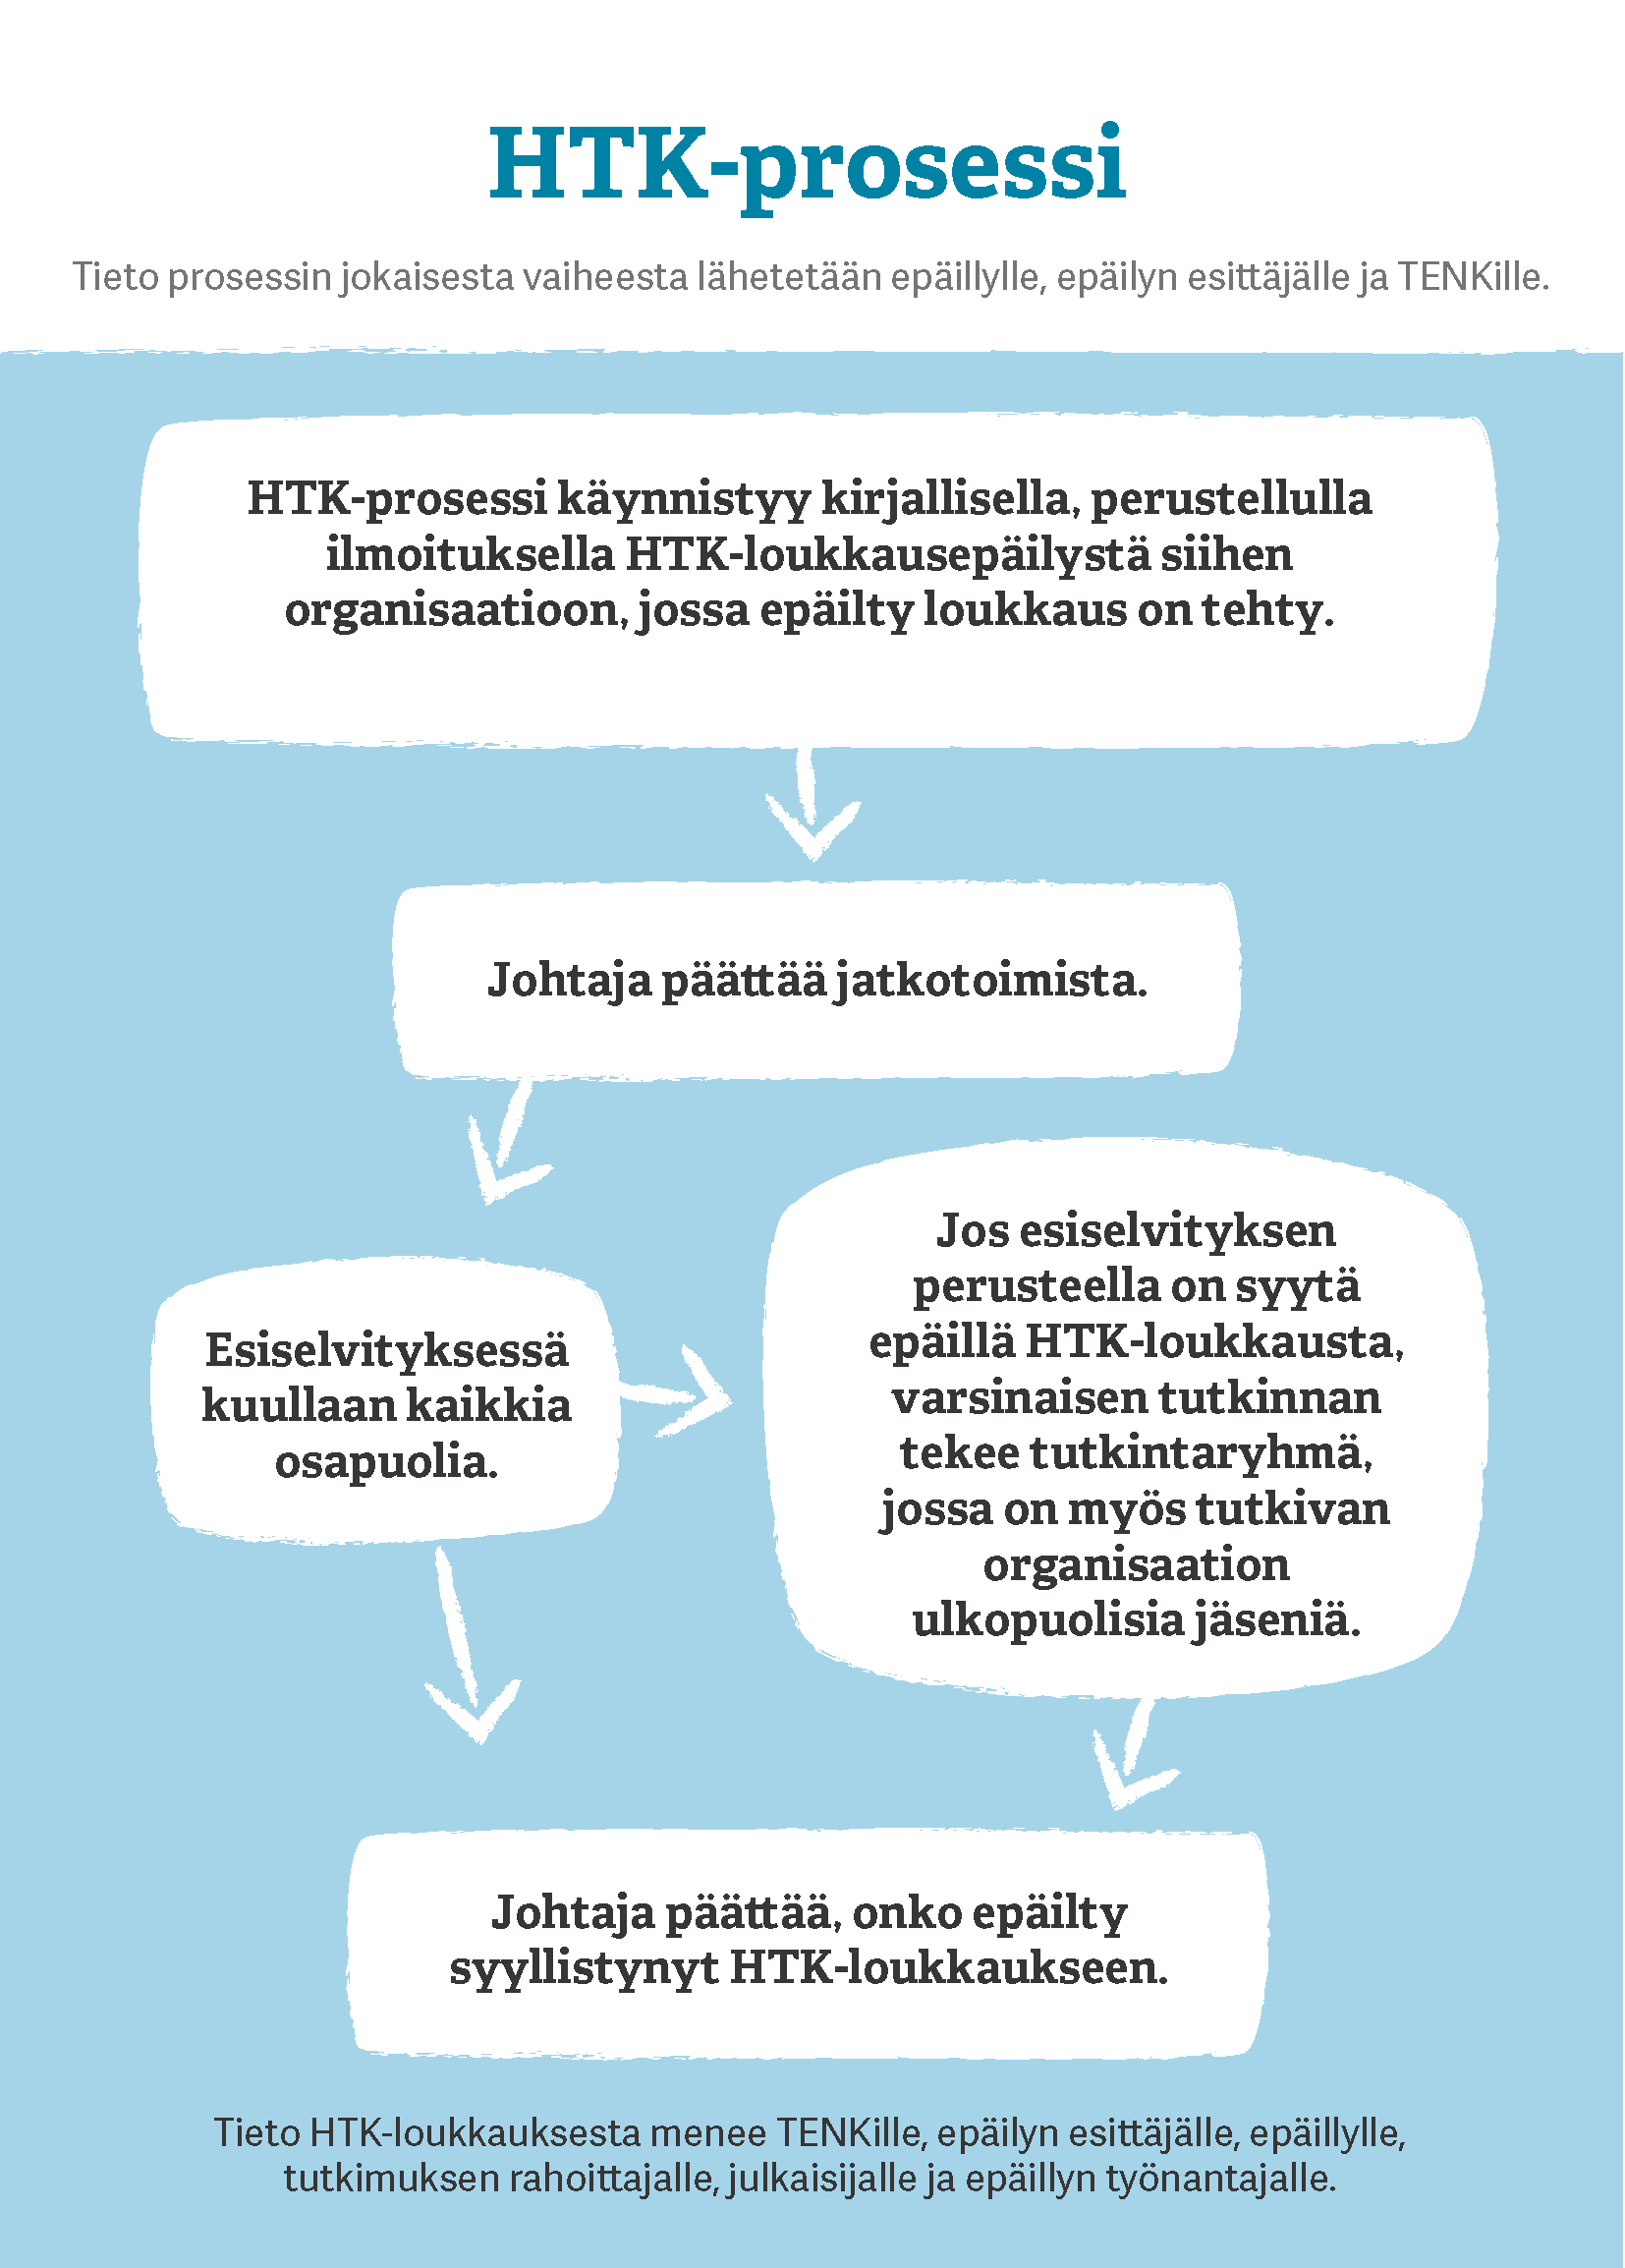 HTK-prosessi
Tieto prosessin jokaisesta vaiheesta lähetetään epäillylle, epäilyn esittäjälle ja TENKille.
HTK-prosessi käynnistyy kirjallisella, perustellulla
ilmoituksella HTK-loukkausepäilystä siihen
organisaatioon, jossa epäilty loukkaus on tehty.
Johtaja päättää jatkotoimista.
Esiselvityksessä
kuullaan kaikkia
osapuolia.
Jos esiselvityksen
perusteella on syytä
epäillä HTK-loukkausta,
varsinaisen tutkinnan
tekee tutkintaryhmä,
jossa on myös tutkivan
organisaation
ulkopuolisia jäseniä.
Johtaja päättää, onko epäilty
syyllistynyt HTK-loukkaukseen.
Tieto HTK-loukkauksesta menee TENKille, epäilyn esittäjälle, epäillylle,
tutkimuksen rahoittajalle, julkaisijalle ja epäillyn työnantajalle.